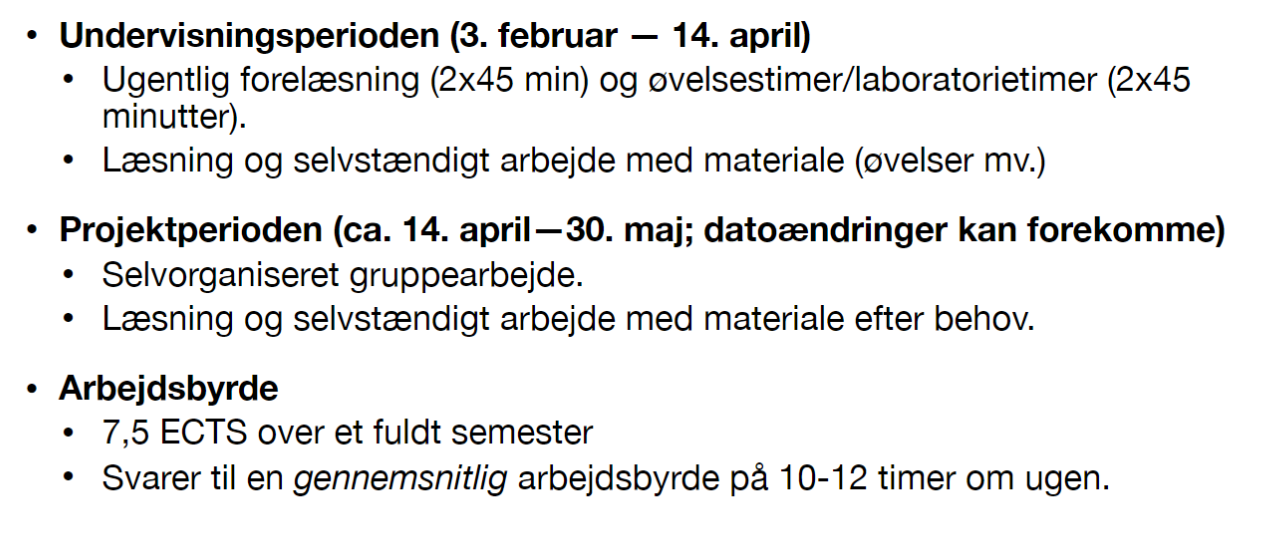 • Undervisningsperioden (3. februar — 14. april)
• Ugentlig forelæsning (2x45 min) og øvelsestimer/laboratorietimer (2x45
minutter).
• Læsning og selvstændigt arbejde med materiale (øvelser mv.)
• Projektperioden (ca. 14. april—30. maj; datoændringer kan forekomme)
• Selvorganiseret gruppearbejde.
• Læsning og selvstændigt arbejde med materiale efter behov.
• Arbejdsbyrde
• 7,5 ECTS over et fuldt semester
• Svarer til en gennemsnitlig arbejdsbyrde på 10-12 timer om ugen.